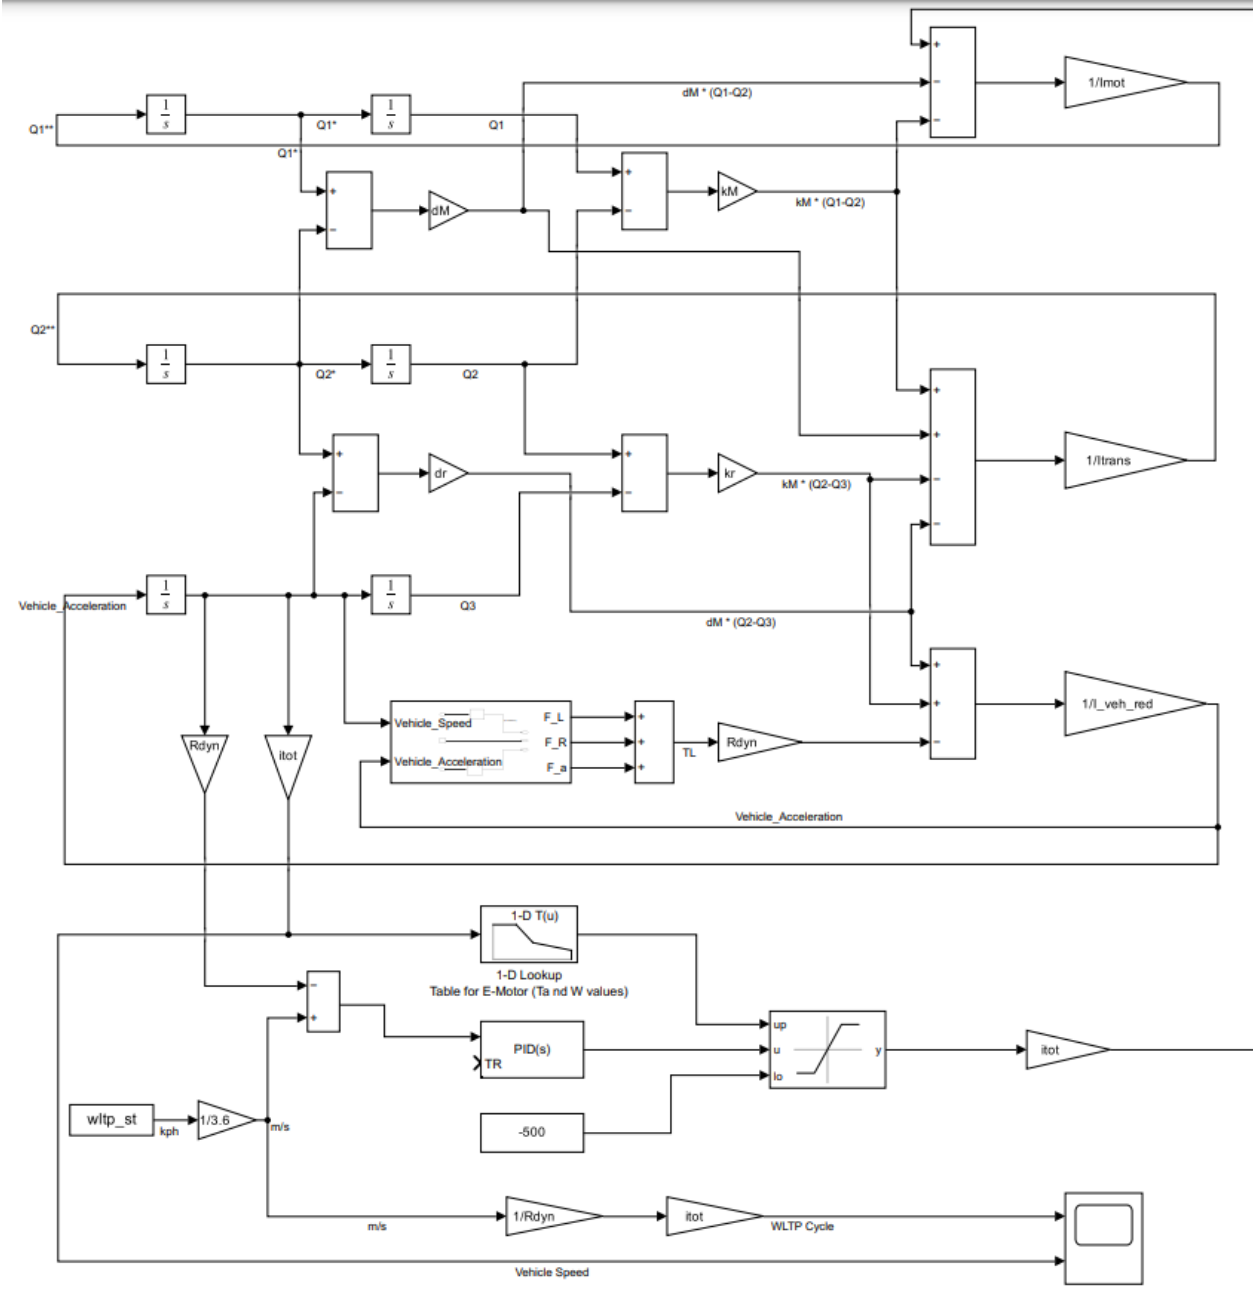 +
−
−
1/Imot
dM * (Q1-Q2)
1
s
1
s
Q1**
Q1*
Q1
Q1*
+
−
dM
+
−
kM
kM * (Q1-Q2)
Q2**
1
s
1
s
Q2*
Q2
+
+
−
−
1/Itrans
+
−
dr
+
−
kr
kM * (Q2-Q3)
Vehicle_Acceleration
1
s
1
s
Q3
dM * (Q2-Q3)
+
+
−
1/I_veh_red
Rdyn
itot
Vehicle_Speed
Vehicle_Acceleration
F_L
F_R
F_a
+
+
+
TL
Rdyn
Vehicle_Acceleration
1-D T(u)
1-D Lookup
Table for E-Motor (Ta nd W values)
−
+
PID(s)
TR
up
u
lo
y
itot
wltp_st
kph
1/3.6
m/s
-500
m/s
1/Rdyn
itot
WLTP Cycle
Vehicle Speed